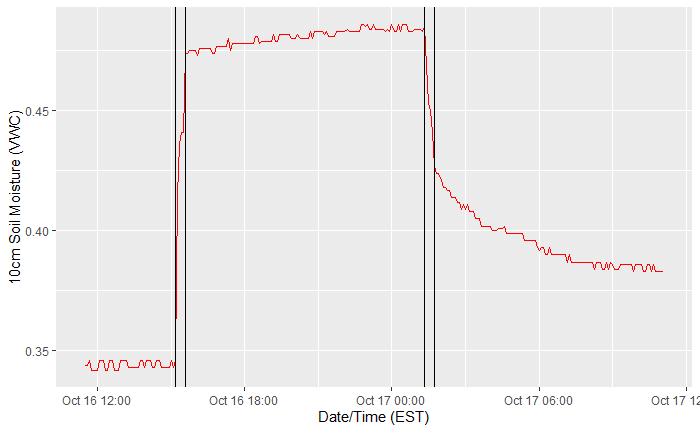 10cm Soil Moisture (VWC)
0.45
0.40
0.35
Oct 16 12:00 Oct 16 18:00 Oct 17 00:00 Oct 17 06:00 Oct 17 12
Date/Time (EST)